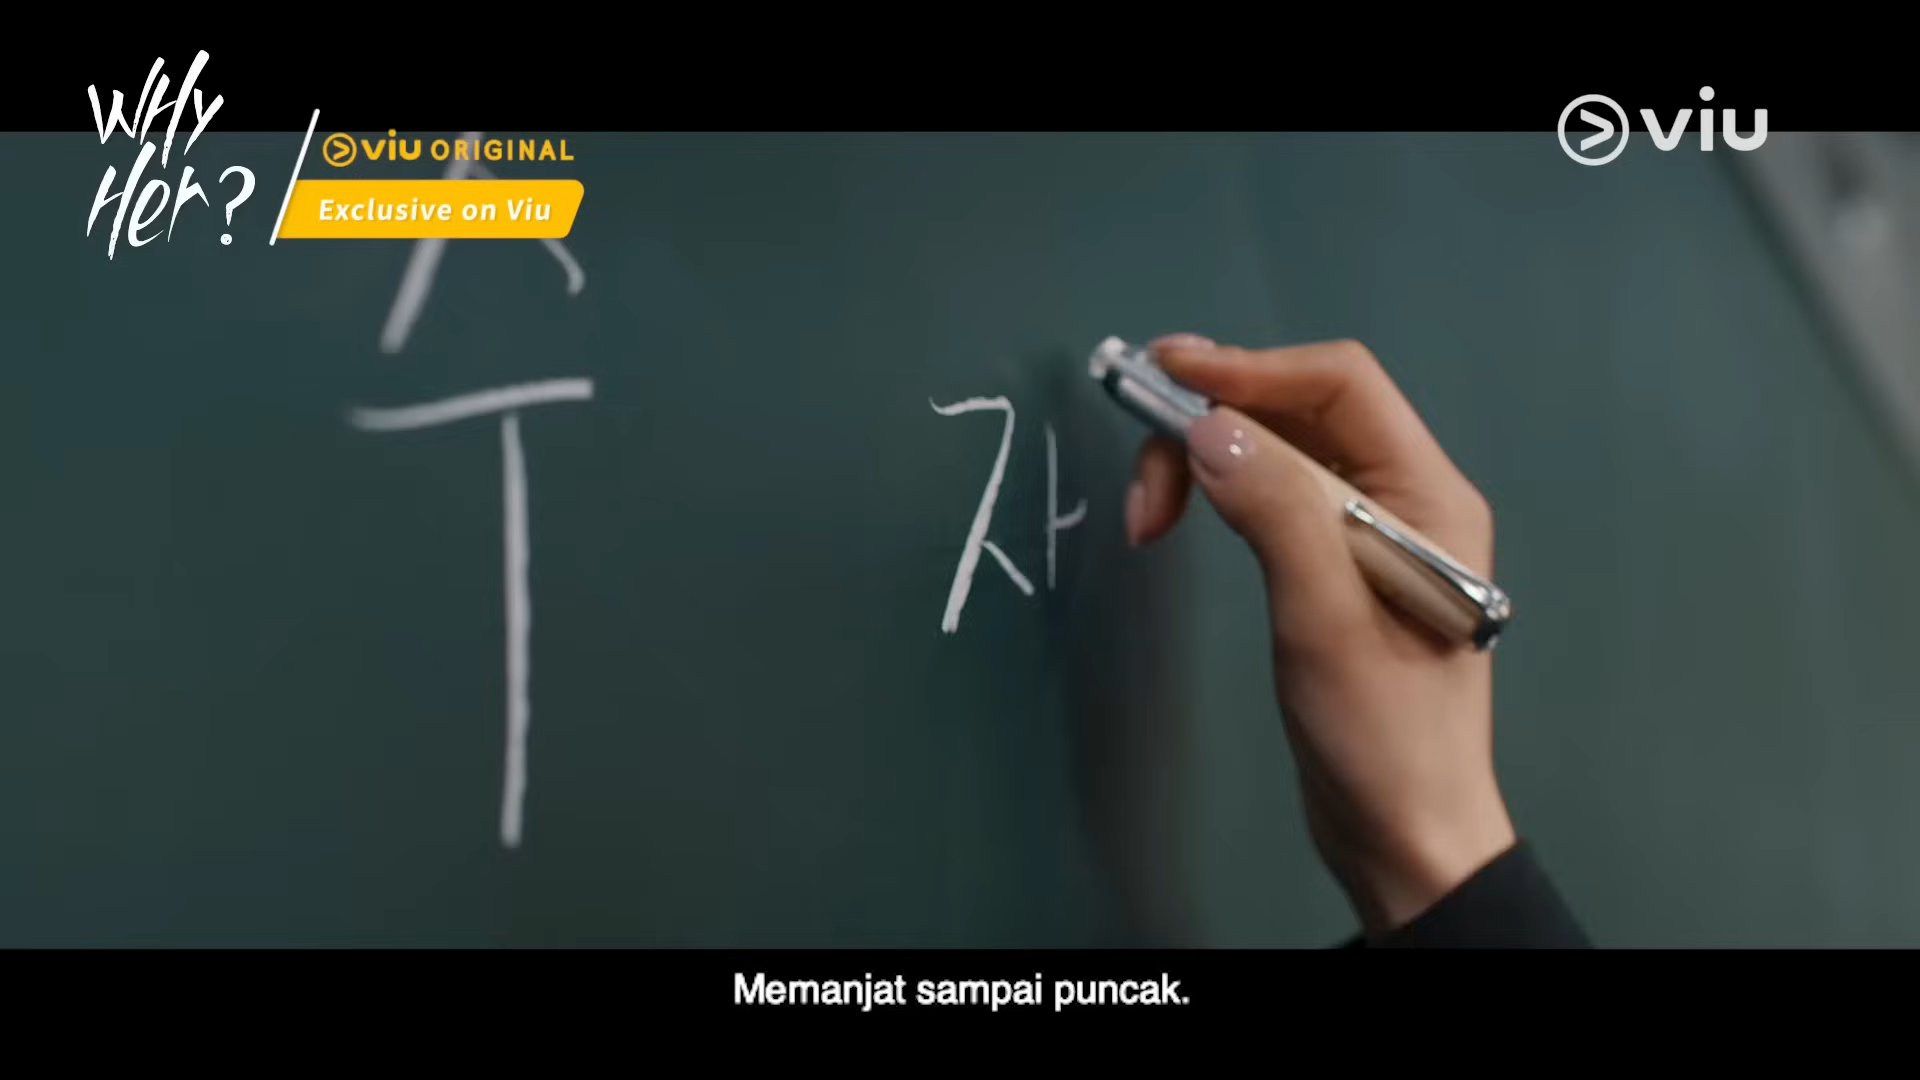 WHY
Her?
viu ORIGINAL
Exclusive on Viu
viu
수
자
Memanjat sampai puncak.